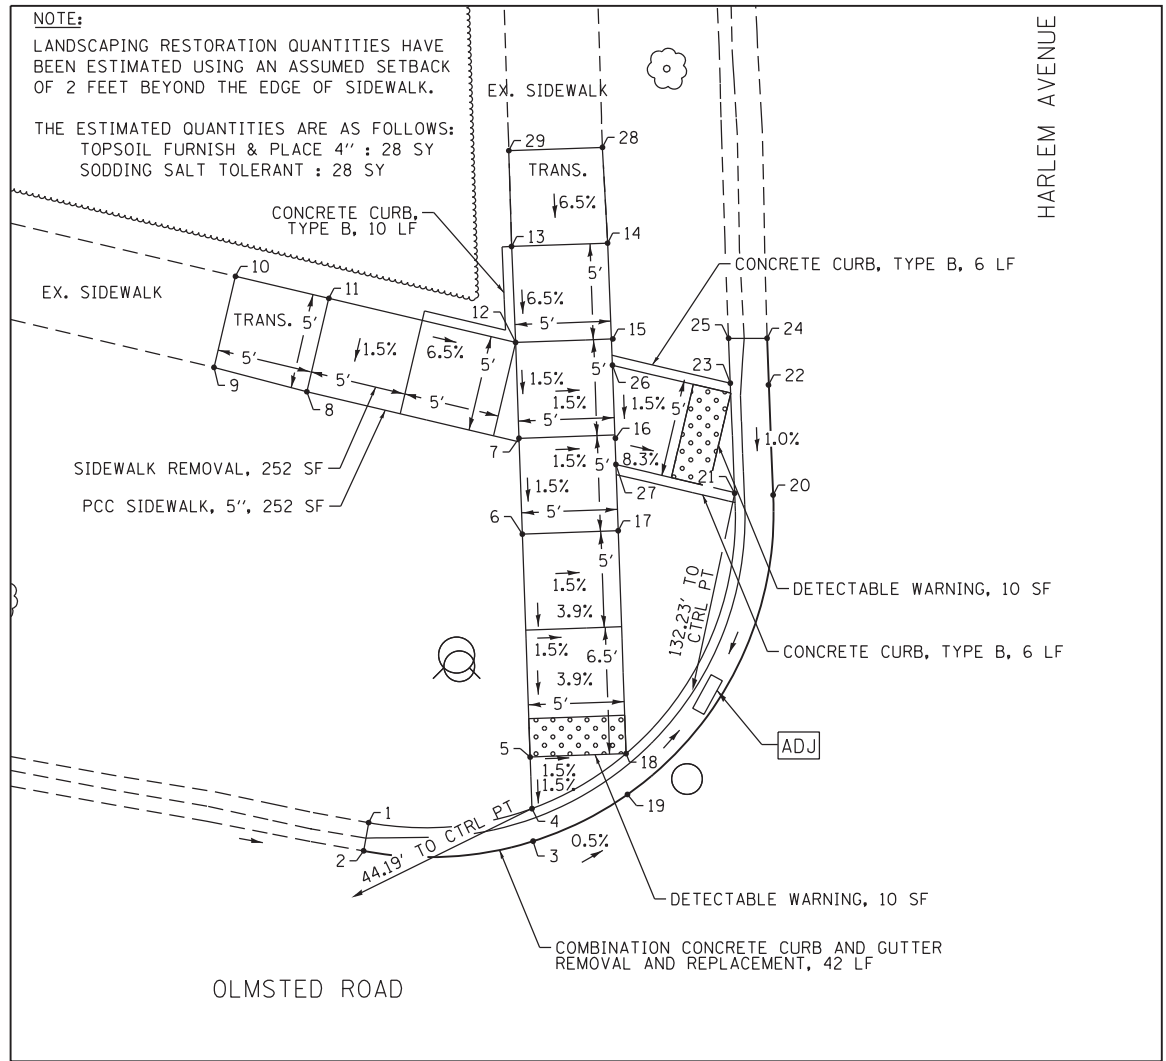 NOTE:
LANDSCAPING RESTORATION QUANTITIES HAVE
BEEN ESTIMATED USING AN ASSUMED SETBACK
OF 2 FEET BEYOND THE EDGE OF SIDEWALK.
THE ESTIMATED QUANTITIES ARE AS FOLLOWS:
TOPSOIL FURNISH & PLACE 4'' : 28 SY
SODDING SALT TOLERANT : 28 SY
HARLEM AVENUE
EX. SIDEWALK
29
28
TRANS.
6.5%
CONCRETE CURB,
TYPE B, 10 LF
13
14
5'
CONCRETE CURB, TYPE B, 6 LF
10
11
EX. SIDEWALK
TRANS.
5'
5'
9
8
1.5%
5'
6.5%
5'
5'
12
6.5%
5'
15
25
24
23
22
26
1.5%
1.5%
5'
5'
1.5%
5'
1.0%
7
16
8.3%
1.5%
1.5%
5'
5'
27
21
20
SIDEWALK REMOVAL, 252 SF
PCC SIDEWALK, 5'', 252 SF
6
17
5'
1.5%
3.9%
132.23' TO
CTRL PT
DETECTABLE WARNING, 10 SF
1.5%
6.5'
3.9%
5'
CONCRETE CURB, TYPE B, 6 LF
ADJ
5
18
1.5%
1.5%
4
19
1
2
44.19' TO CTRL PT
3
0.5%
DETECTABLE WARNING, 10 SF
COMBINATION CONCRETE CURB AND GUTTER
REMOVAL AND REPLACEMENT, 42 LF
OLMSTED ROAD